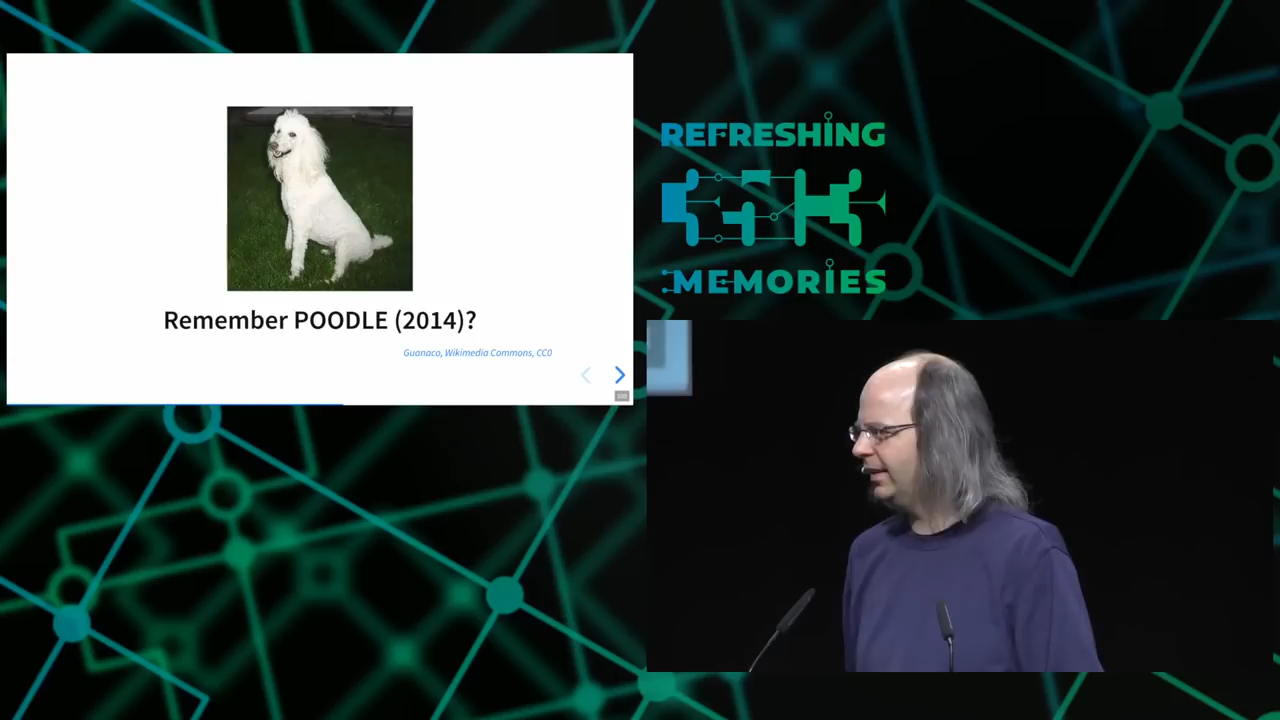 Remember POODLE (2014)?
Guanaco, Wikimedia Commons, CC0
REFRESHING
MEMORIES